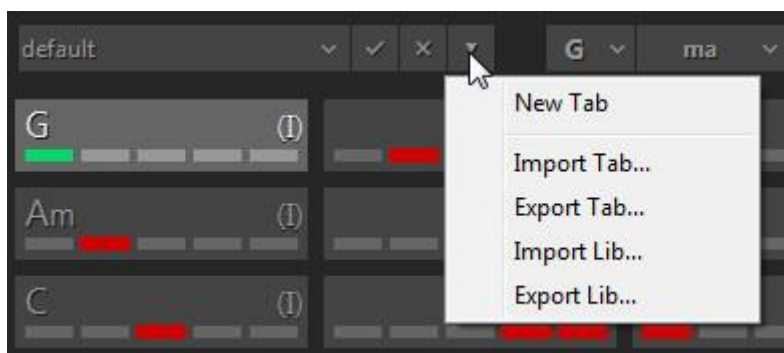 default
G
ma
New Tab
G
(I)
Import Tab...
Export Tab...
Am
(I)
Import Lib...
Export Lib...
C
(I)